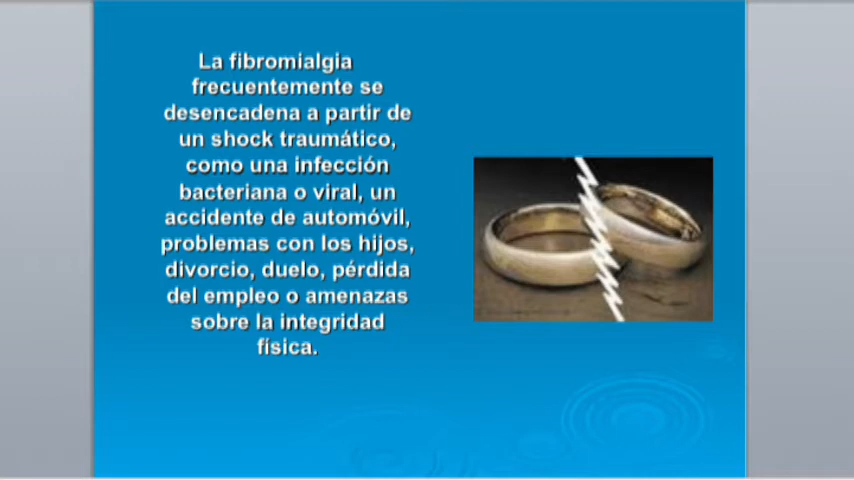 La fibromialgia
frecuentemente se
desencadena a partir de
un shock traumático,
como una infección
bacteriana o viral, un
accidente de automóvil,
problemas con los hijos,
divorcio, duelo, pérdida
del empleo o amenazas
sobre la integridad
física.